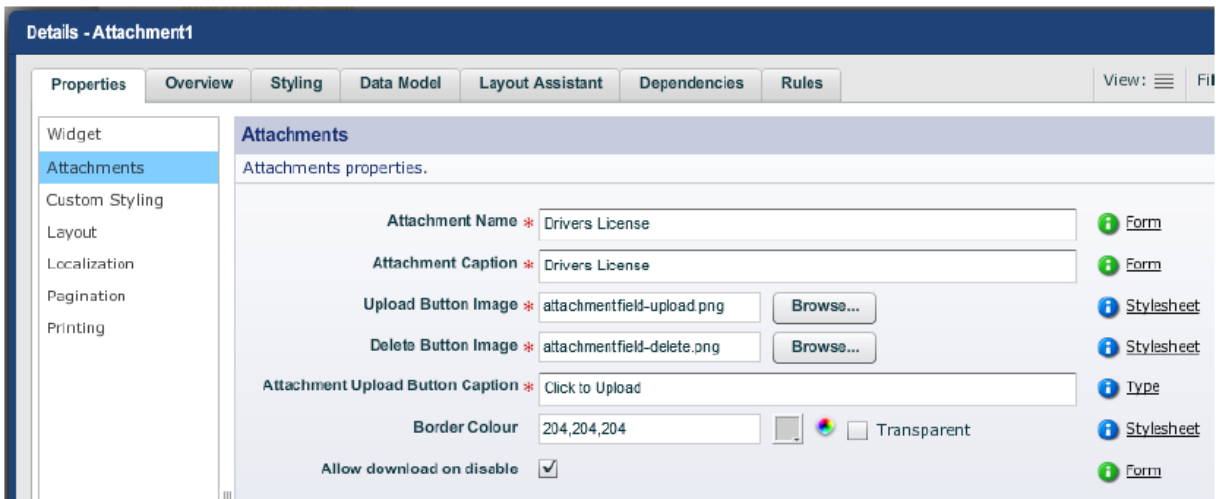 Details - Attachment1
Properties Overview Styling Data Model Layout Assistant Dependencies Rules View:
Widget
Attachments
Custom Styling
Layout
Localization
Pagination
Printing
Attachments
Attachments properties.
Attachment Name * Drivers License Form
Attachment Caption * Drivers License Form
Upload Button Image * attachmentfield-upload.png Browse... Stylesheet
Delete Button Image * attachmentfield-delete.png Browse... Stylesheet
Attachment Upload Button Caption * Click to Upload Type
Border Colour 204,204,204 Transparent Stylesheet
Allow download on disable Form